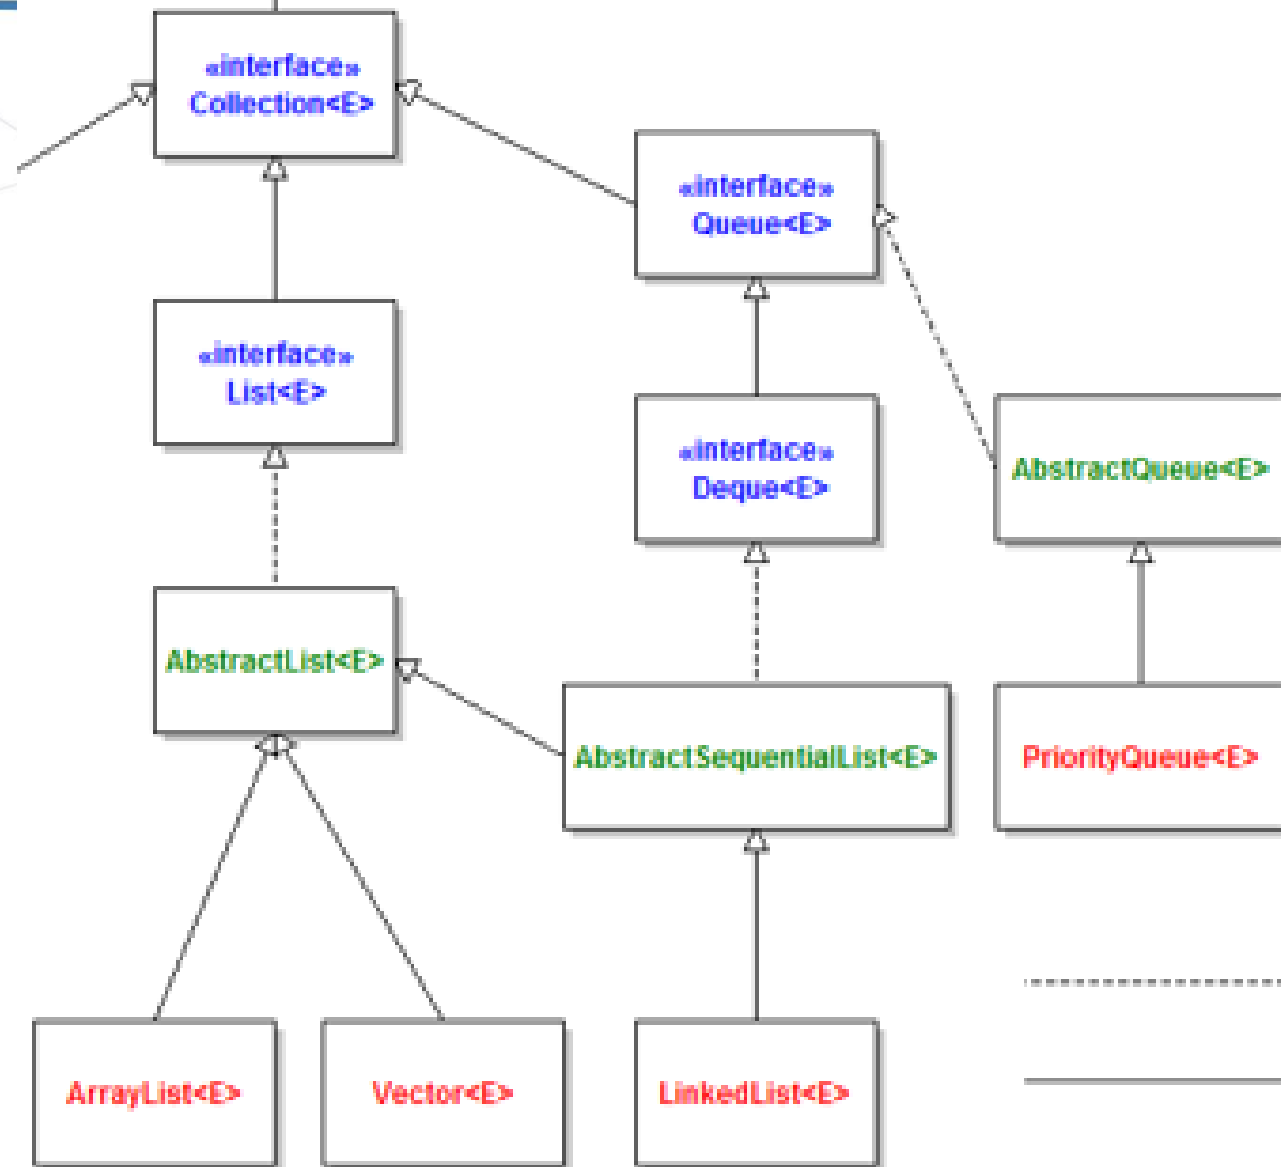 «interface»
Collection<E>
«interface»
Queue<E>
«interface»
List<E>
«interface»
Deque<E>
AbstractQueue<E>
AbstractList<E>
AbstractSequentialList<E>
PriorityQueue<E>
ArrayList<E>
Vector<E>
LinkedList<E>